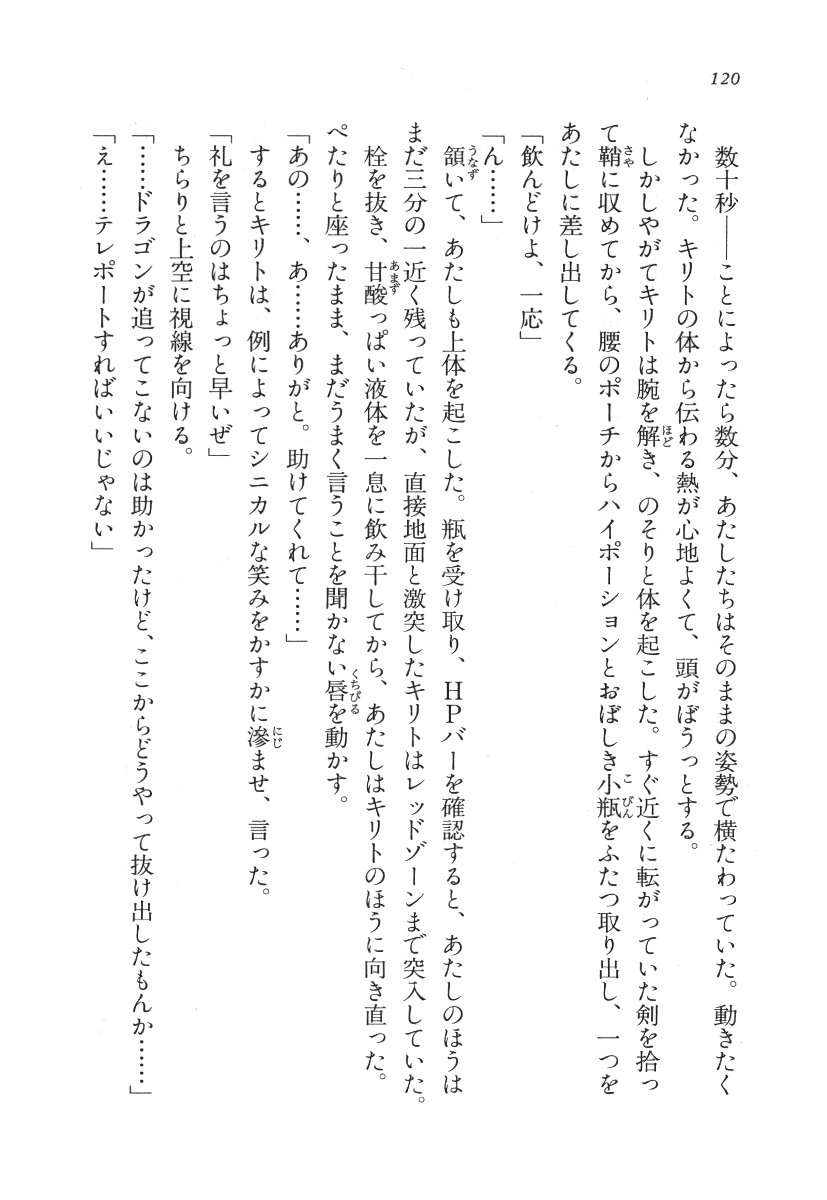 120
数十秒――ことによったら数分、あたしたちはそのままの姿勢で横たわっていた。動きたく
なかった。キリトの体から伝わる熱が心地よくて、頭がぼうっとする。
しかしやがてキリトは腕を解き、のそりと体を起こした。すぐ近くに転がっていた剣を拾っ
て鞘に収めてから、腰のポーチからハイポーションとおぼしき小瓶をふたつ取り出し、一つを
あたしに差し出してくる。
「飲んどけよ、一応」
「ん……」
頷いて、あたしも上体を起こした。瓶を受け取り、HPバーを確認すると、あたしのほうは
まだ三分の一近く残っていたが、直接地面と激突したキリトはレッドゾーンまで突入していた。
栓を抜き、甘酸っぱい液体を一息に飲み干してから、あたしはキリトのほうに向き直った。
ぺたりと座ったまま、まだうまく言うことを聞かない唇を動かす。
「あの……、あ……ありがと。助けてくれて……」
するとキリトは、例によってシニカルな笑みをかすかに滲ませ、言った。
「礼を言うのはちょっと早いぜ」
ちらりと上空に視線を向ける。
「……ドラゴンが追ってこないのは助かったけど、ここからどうやって抜け出したもんか……」
「え……テレポートすればいいじゃない」